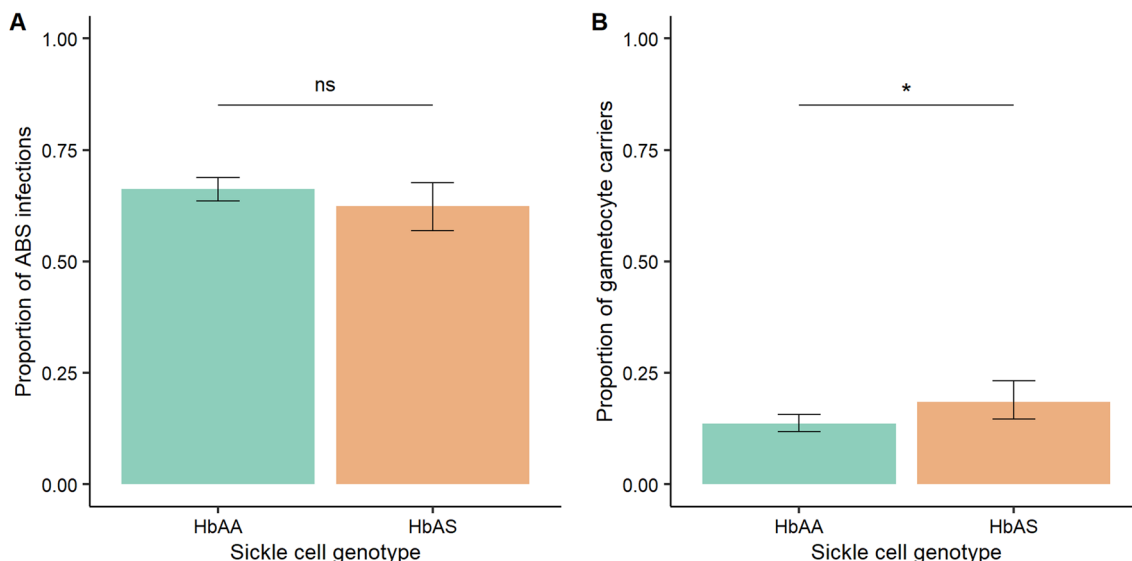 A
Proportion of ABS infections
1.00
0.75
0.50
0.25
0.00
ns
HbAA
HbAS
Sickle cell genotype
B
Proportion of gametocyte carriers
1.00
0.75
0.50
0.25
0.00
*
HbAA
HbAS
Sickle cell genotype